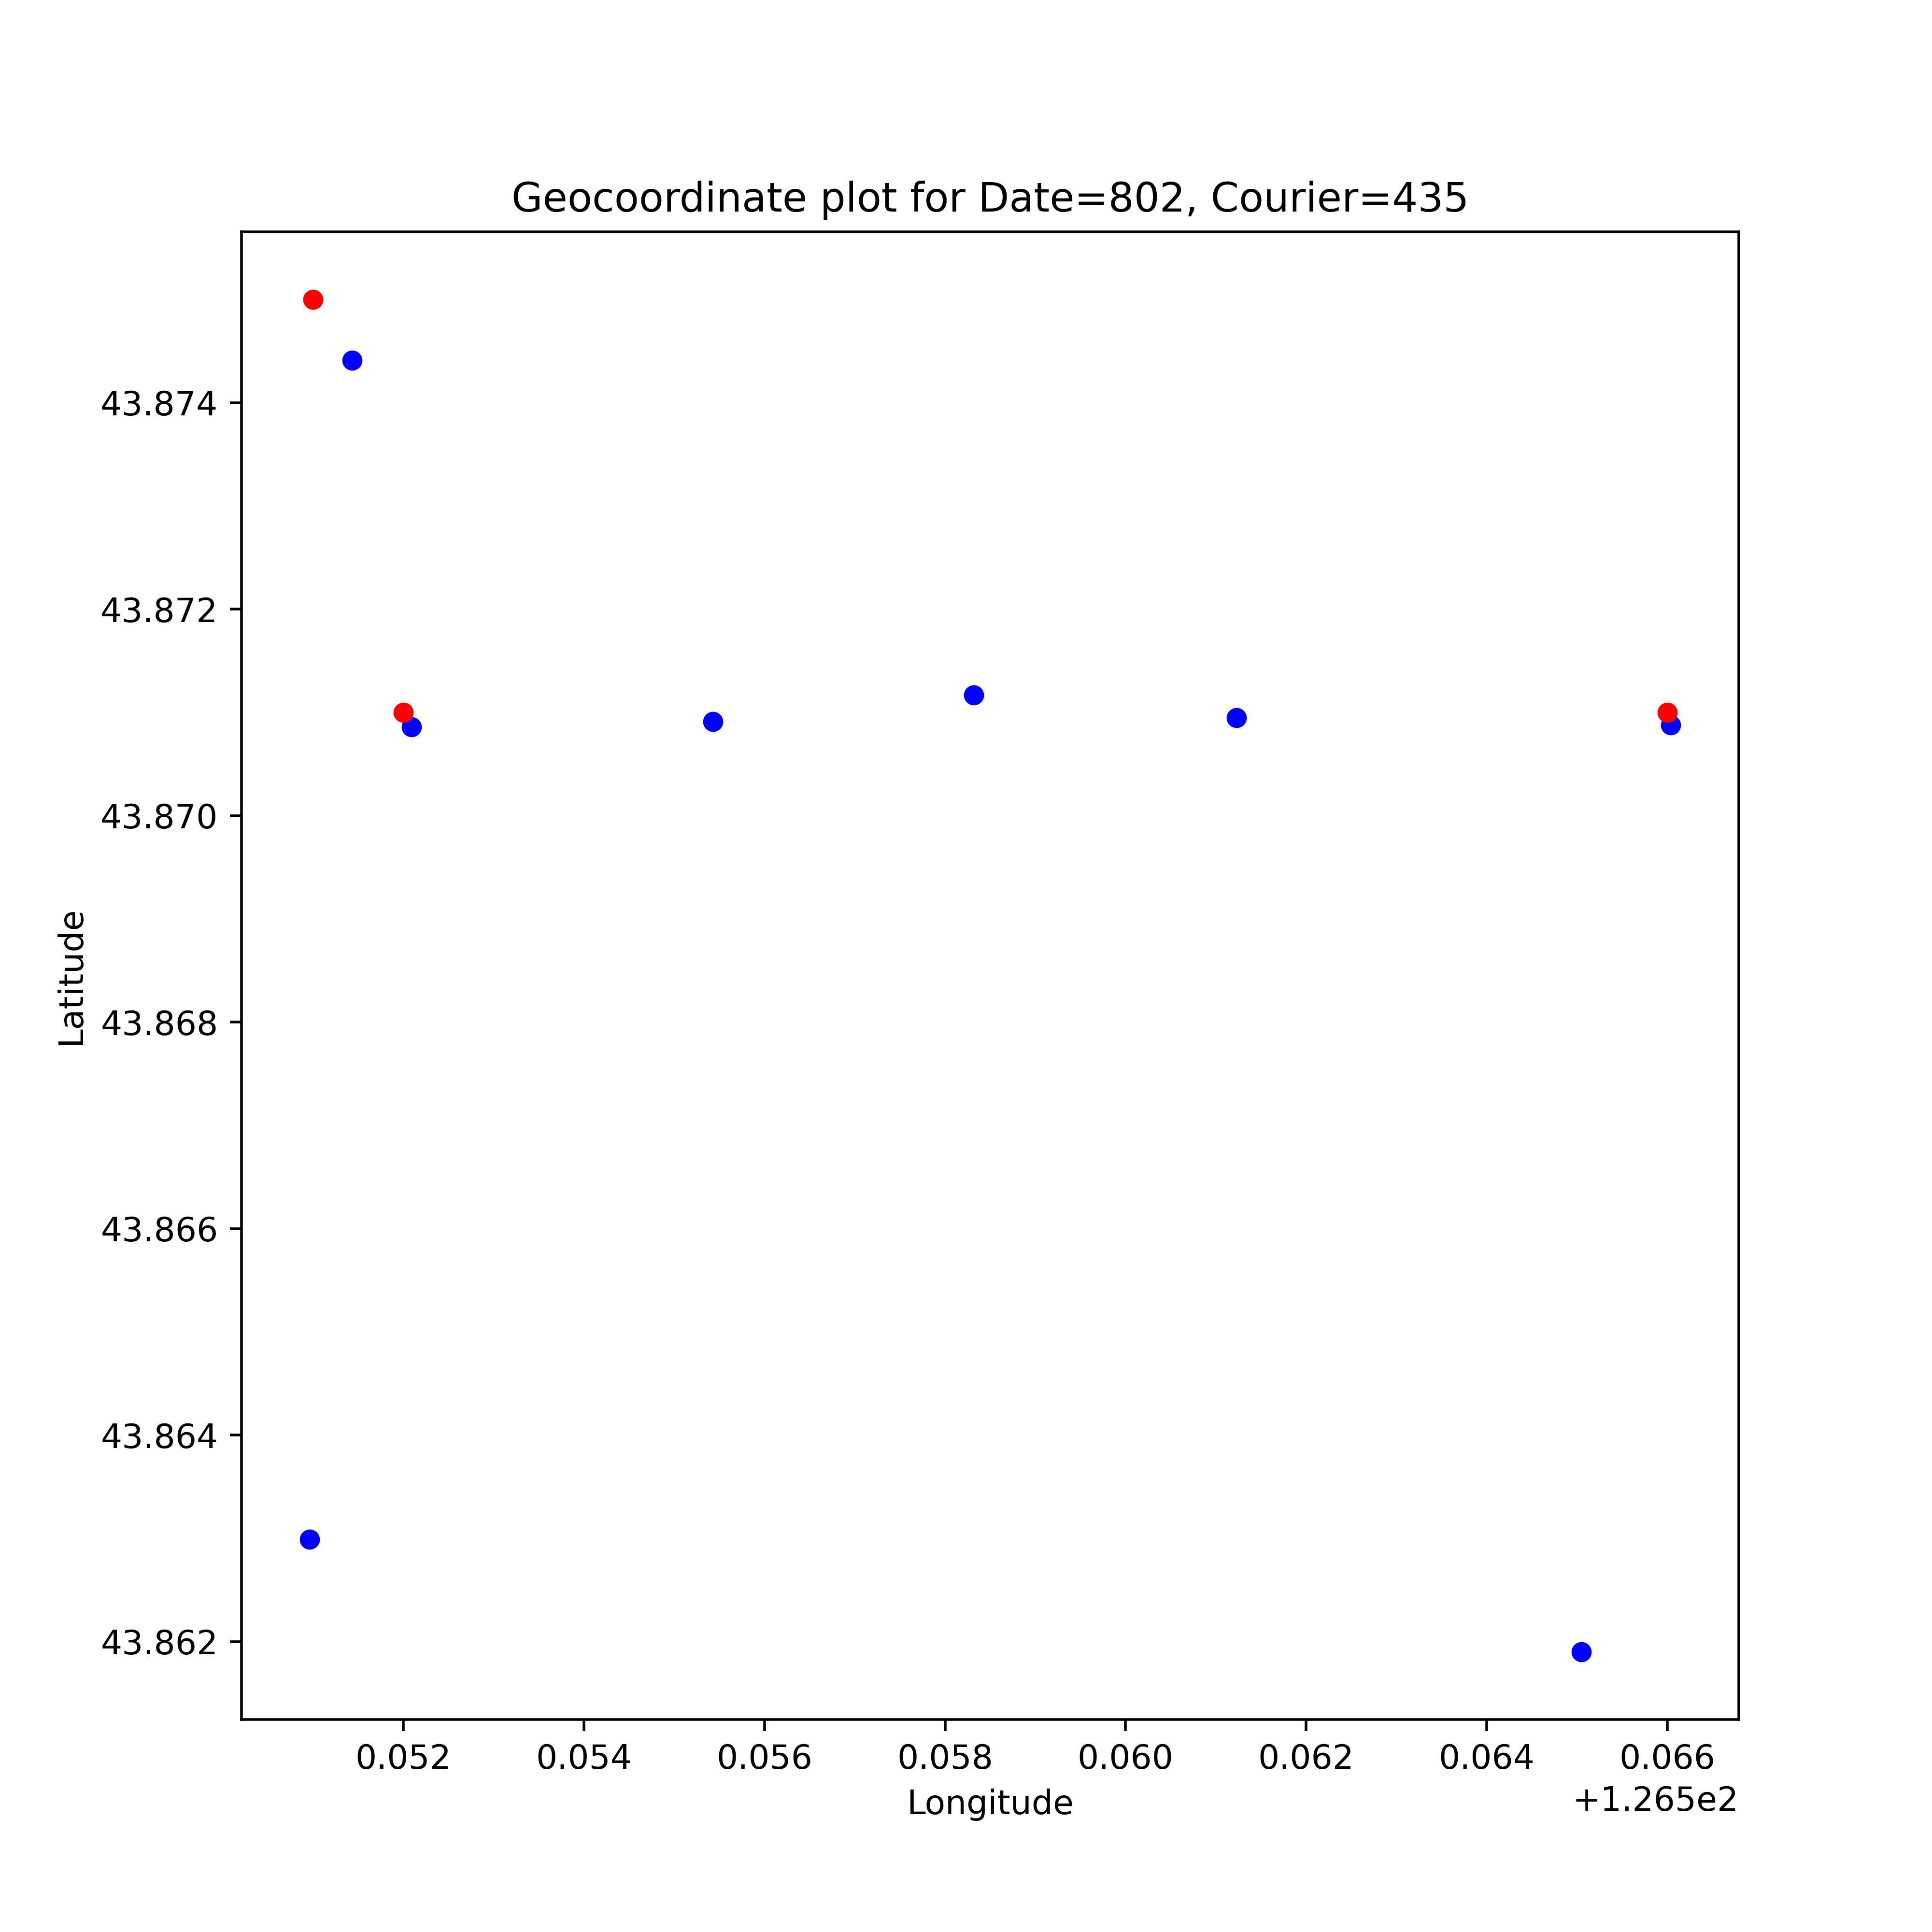 Geocoordinate plot for Date=802, Courier=435
43.874
43.872
43.870
43.868
43.866
43.864
43.862
Latitude
0.052 0.054 0.056 0.058 0.060 0.062 0.064 0.066
+1.265e2
Longitude